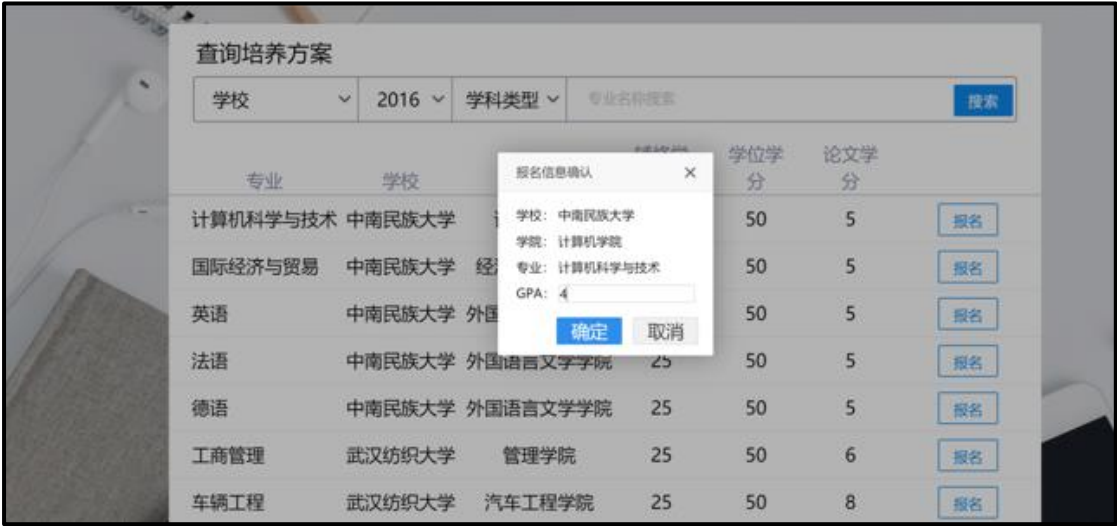 查询培养方案
学校 2016 学科类型 专业名称搜索 搜索
专业 学校 学位学分 论文学分
报名信息确认 ×
学校： 中南民族大学
学院： 计算机学院
专业： 计算机科学与技术
GPA： 4
确定 取消
计算机科学与技术 中南民族大学 50 5 报名
国际经济与贸易 中南民族大学 经 50 5 报名
英语 中南民族大学 外国 50 5 报名
法语 中南民族大学 外国语言文学学院 25 50 5 报名
德语 中南民族大学 外国语言文学学院 25 50 5 报名
工商管理 武汉纺织大学 管理学院 25 50 6 报名
车辆工程 武汉纺织大学 汽车工程学院 25 50 8 报名